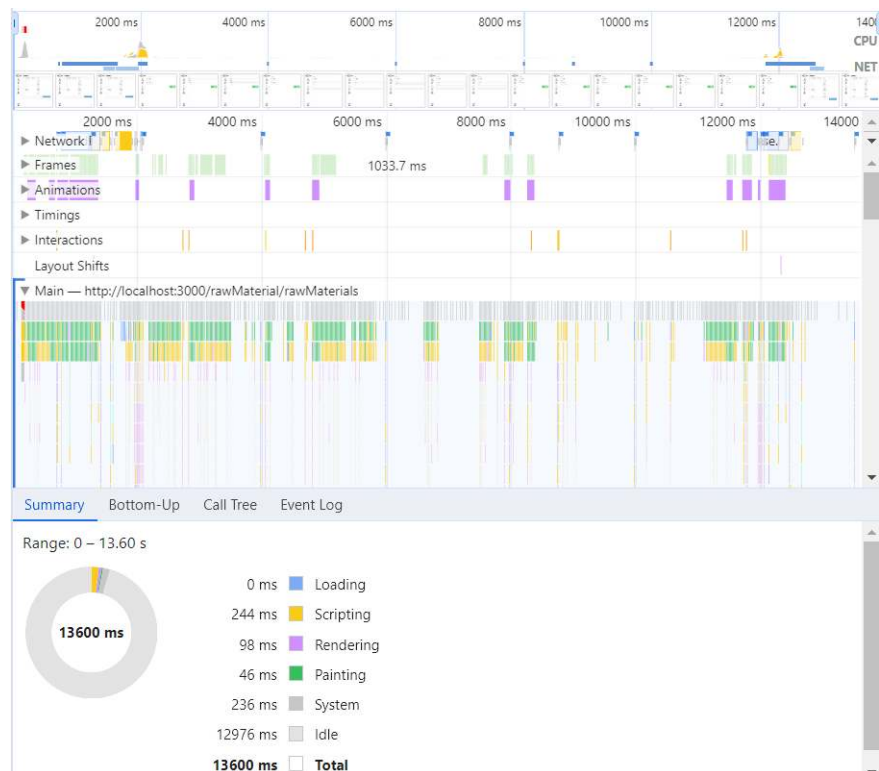 2000 ms 4000 ms 6000 ms 8000 ms 10000 ms 12000 ms 1400
CPU
NET
2000 ms 4000 ms 6000 ms 8000 ms 10000 ms 12000 ms 14000
Network se.
Frames 1033.7 ms
Animations
Timings
Interactions
Layout Shifts
Main — http://localhost:3000/rawMaterial/rawMaterials
Summary Bottom-Up Call Tree Event Log
Range: 0 – 13.60 s
13600 ms
0 ms Loading
244 ms Scripting
98 ms Rendering
46 ms Painting
236 ms System
12976 ms Idle
13600 ms Total